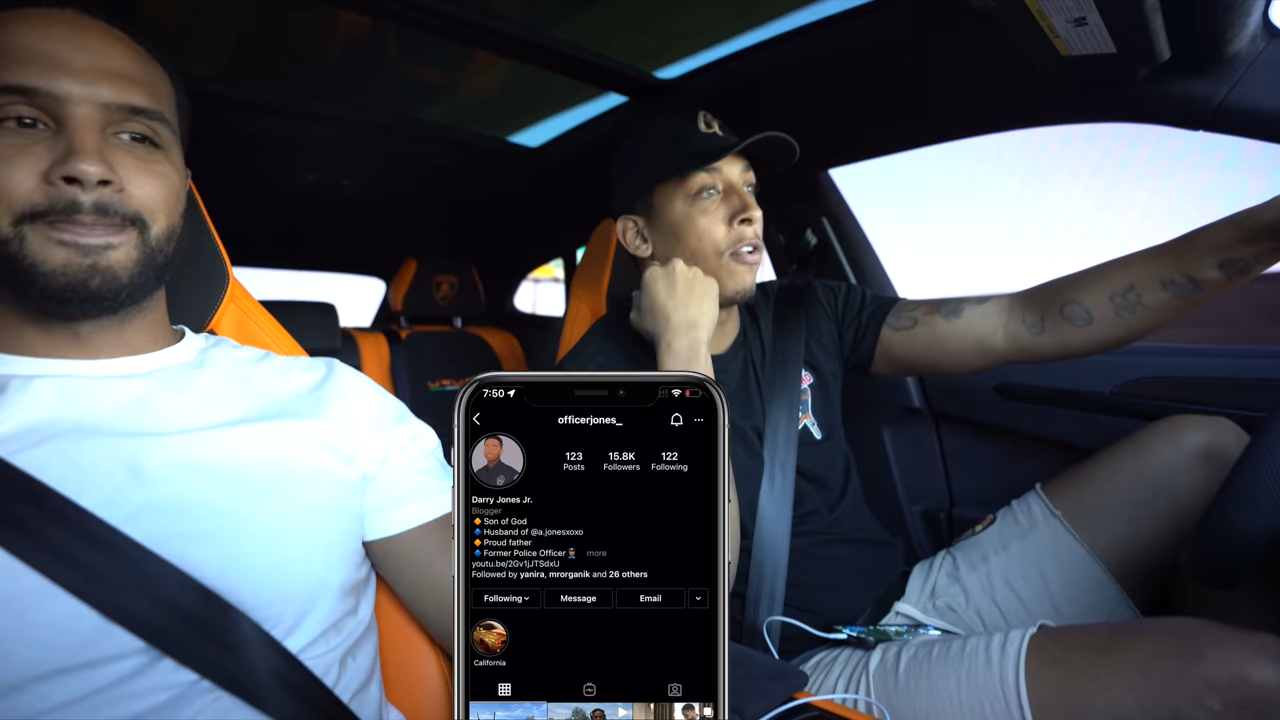 7:50
officerjones_
123
15.8K
122
Posts
Followers
Following
Darry Jones Jr.
Blogger
Son of God
Husband of @a.jonesxoxo
Proud father
Former Police Officer more
youtu.be/2Gv1jJTSdxU
Followed by yanira, mrorganik and 26 others
Following
Message
Email
California